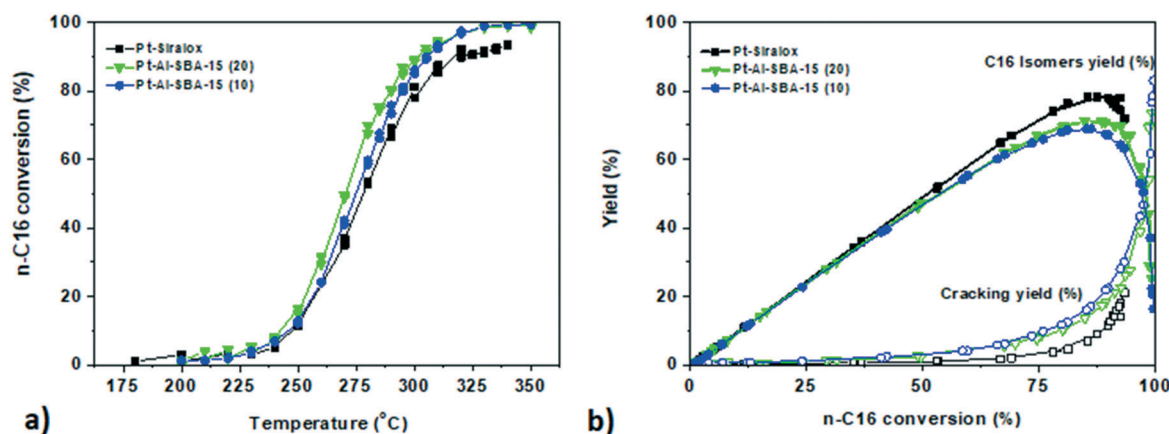 100
80
60
40
20
0
n-C16 conversion (%)
Pt-Siralox
Pt-Al-SBA-15 (20)
Pt-Al-SBA-15 (10)
175 200 225 250 275 300 325 350
Temperature (°C)
a)
100
80
60
40
20
0
Yield (%)
Pt-Siralox
Pt-Al-SBA-15 (20)
Pt-Al-SBA-15 (10)
C16 Isomers yield (%)
Cracking yield (%)
0 25 50 75 100
n-C16 conversion (%)
b)